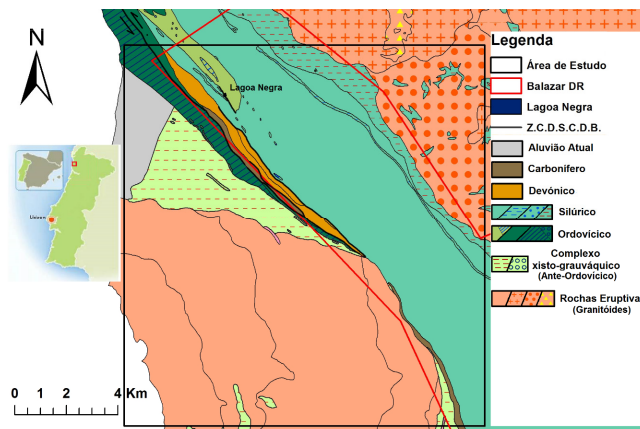 N
Legenda
Área de Estudo
Balazar DR
Lagoa Negra
Z.C.D.S.C.D.B.
Aluvião Atual
Carbonífero
Devónico
Silúrico
Ordovícico
Complexo
xisto-grauváquico
(Ante-Ordovícico)
Rochas Eruptiva
(Granitóides)
Lagoa Negra
0 1 2 4 Km